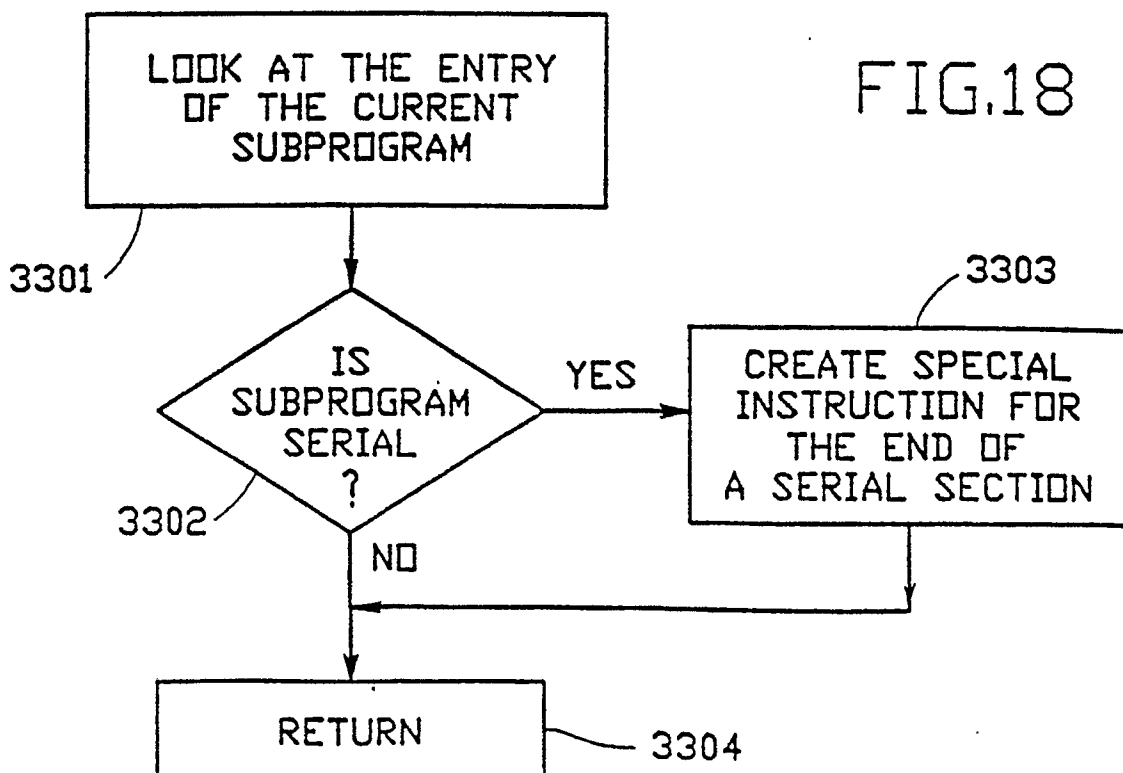 LOOK AT THE ENTRY
OF THE CURRENT
SUBPROGRAM
FIG.18
3301
3303
IS
SUBPROGRAM
SERIAL
?
YES
CREATE SPECIAL
INSTRUCTION FOR
THE END OF
A SERIAL SECTION
3302
NO
RETURN
3304